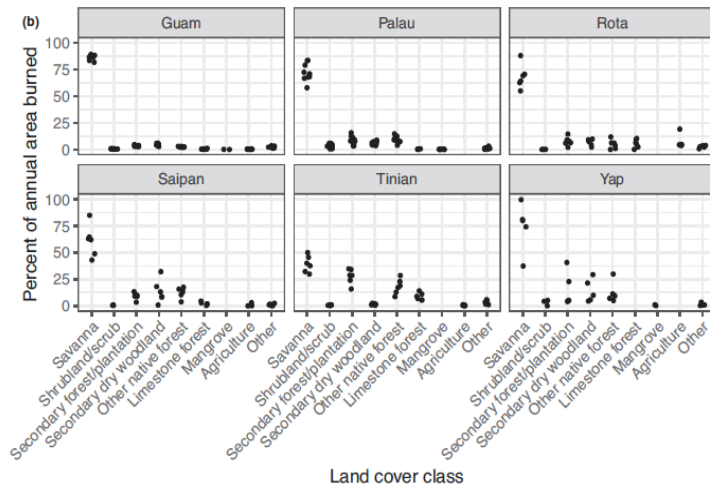 (b)
Guam
Palau
Rota
Percent of annual area burned
100
75
50
25
0
Saipan
Tinian
Yap
100
75
50
25
0
Savanna
Shrubland/scrub
Secondary forest/plantation
Secondary dry woodland
Other native forest
Limestone forest
Mangrove
Agriculture
Other
Savanna
Shrubland/scrub
Secondary forest/plantation
Secondary dry woodland
Other native forest
Limestone forest
Mangrove
Agriculture
Other
Savanna
Shrubland/scrub
Secondary forest/plantation
Secondary dry woodland
Other native forest
Limestone forest
Mangrove
Agriculture
Other
Land cover class